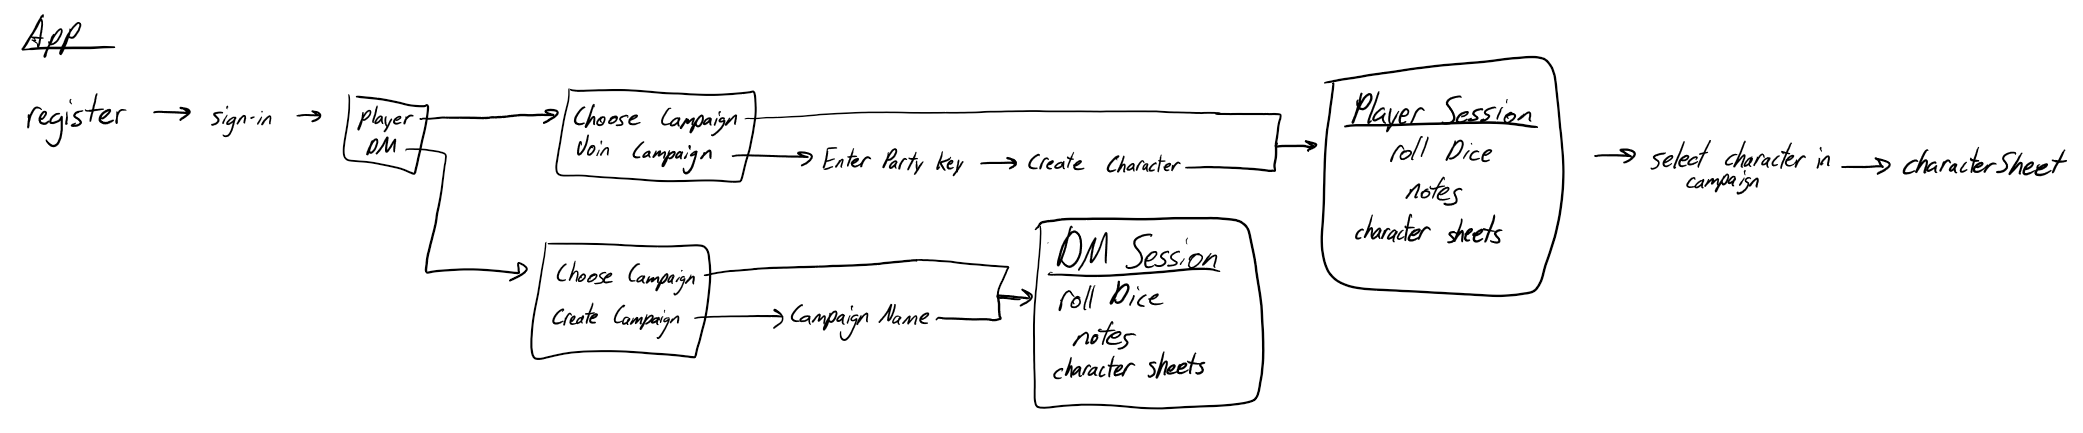 App
register → sign-in →
Player
DM
Choose Campaign
Join Campaign → Enter Party Key → Create Character
Player Session
roll Dice
notes
character sheets
→ select character in
campaign
→ characterSheet
Choose Campaign
Create Campaign → Campaign Name
DM Session
roll Dice
notes
character sheets